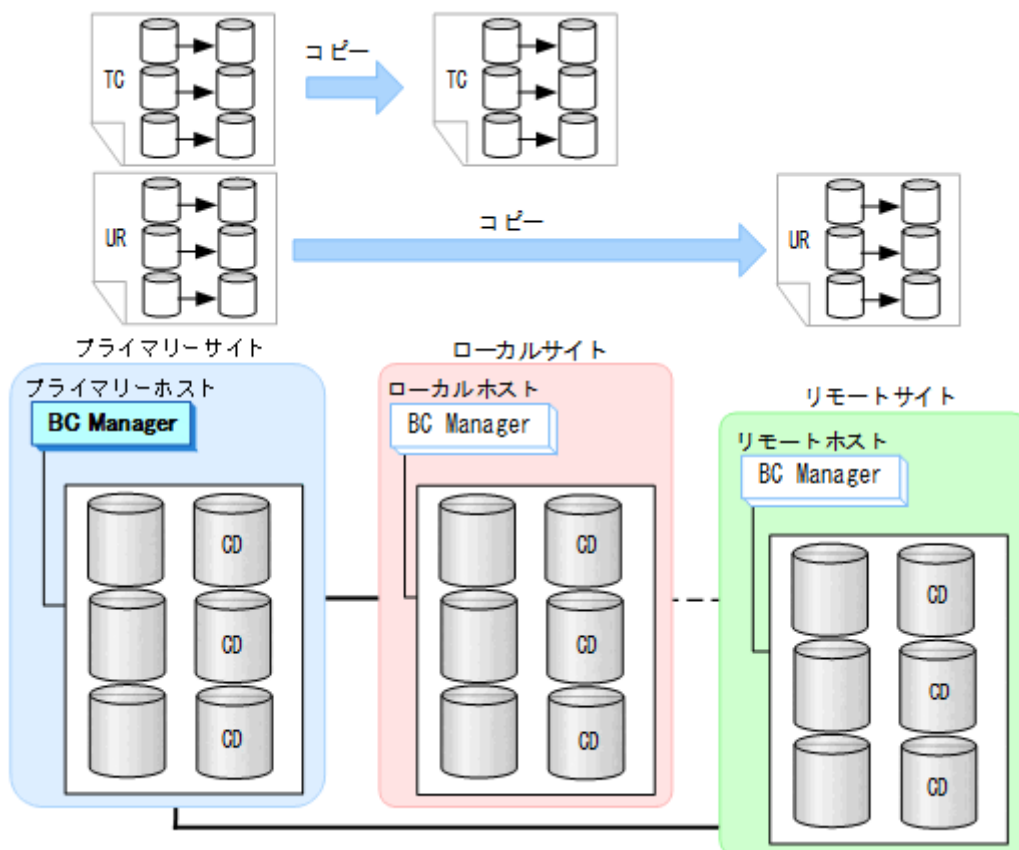 コピー
TC
TC
コピー
UR
UR
プライマリーサイト
ローカルサイト
リモートサイト
プライマリーホスト
BC Manager
ローカルホスト
BC Manager
リモートホスト
BC Manager
CD
CD
CD
CD
CD
CD
CD
CD
CD